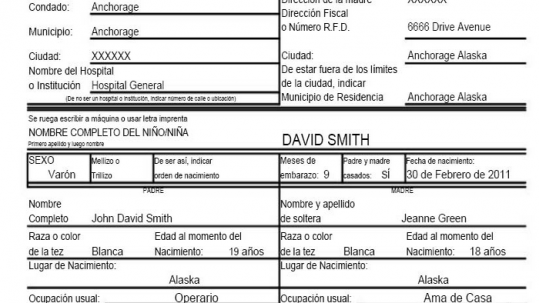 Condado: Anchorage
Dirección de la madre XXXXXX
Dirección Fiscal
Municipio: Anchorage
o Número R.F.D. 6666 Drive Avenue
Ciudad: XXXXXX
Ciudad: Anchorage Alaska
Nombre del Hospital
De estar fuera de los límites
o Institución Hospital General
de la ciudad, indicar
(De no ser un hospital o institución, indicar número de calle o ubicación)
Municipio de Residencia Anchorage Alaska
Se ruega escribir a máquina o usar letra imprenta
NOMBRE COMPLETO DEL NIÑO/NIÑA DAVID SMITH
Primero apellido y luego nombre
SEXO Mellizo o De ser así, indicar Meses de Padre y madre Fecha de nacimiento:
Varón Trillizo orden de nacimiento embarazo: 9 casados: SÍ 30 de Febrero de 2011
PADRE MADRE
Nombre Nombre y apellido
Completo John David Smith de soltera Jeanne Green
Raza o color Edad al momento del Raza o color Edad al momento del
de la tez Blanca Nacimiento: 19 años de la tez Blanca Nacimiento: 18 años
Lugar de Nacimiento: Lugar de Nacimiento:
Alaska Alaska
Ocupación usual: Operario Ocupación usual: Ama de Casa